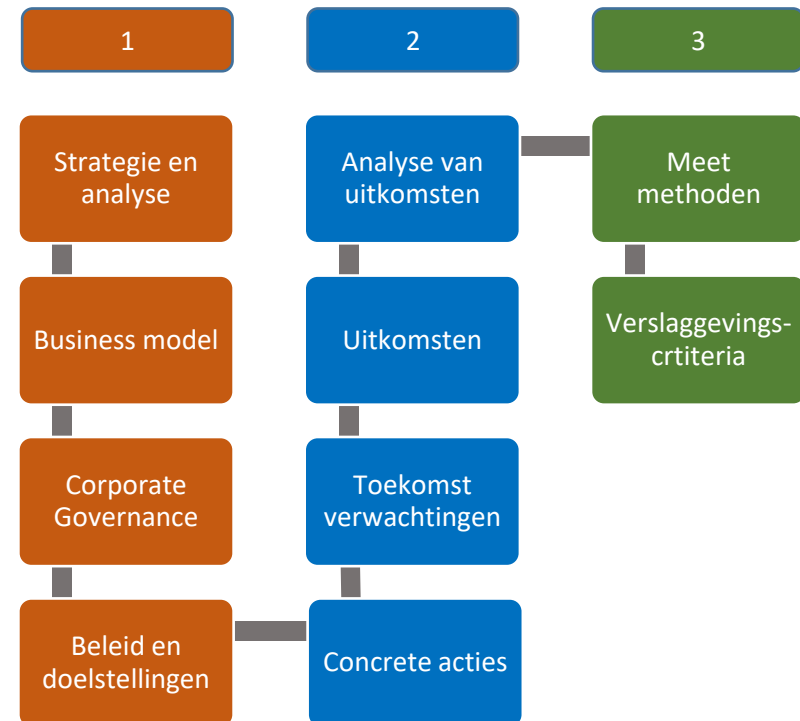 1
2
3
Strategie en
analyse
Business model
Corporate
Governance
Beleid en
doelstellingen
Analyse van
uitkomsten
Uitkomsten
Toekomst
verwachtingen
Concrete acties
Meet
methoden
Verslaggevings-
crtiteria